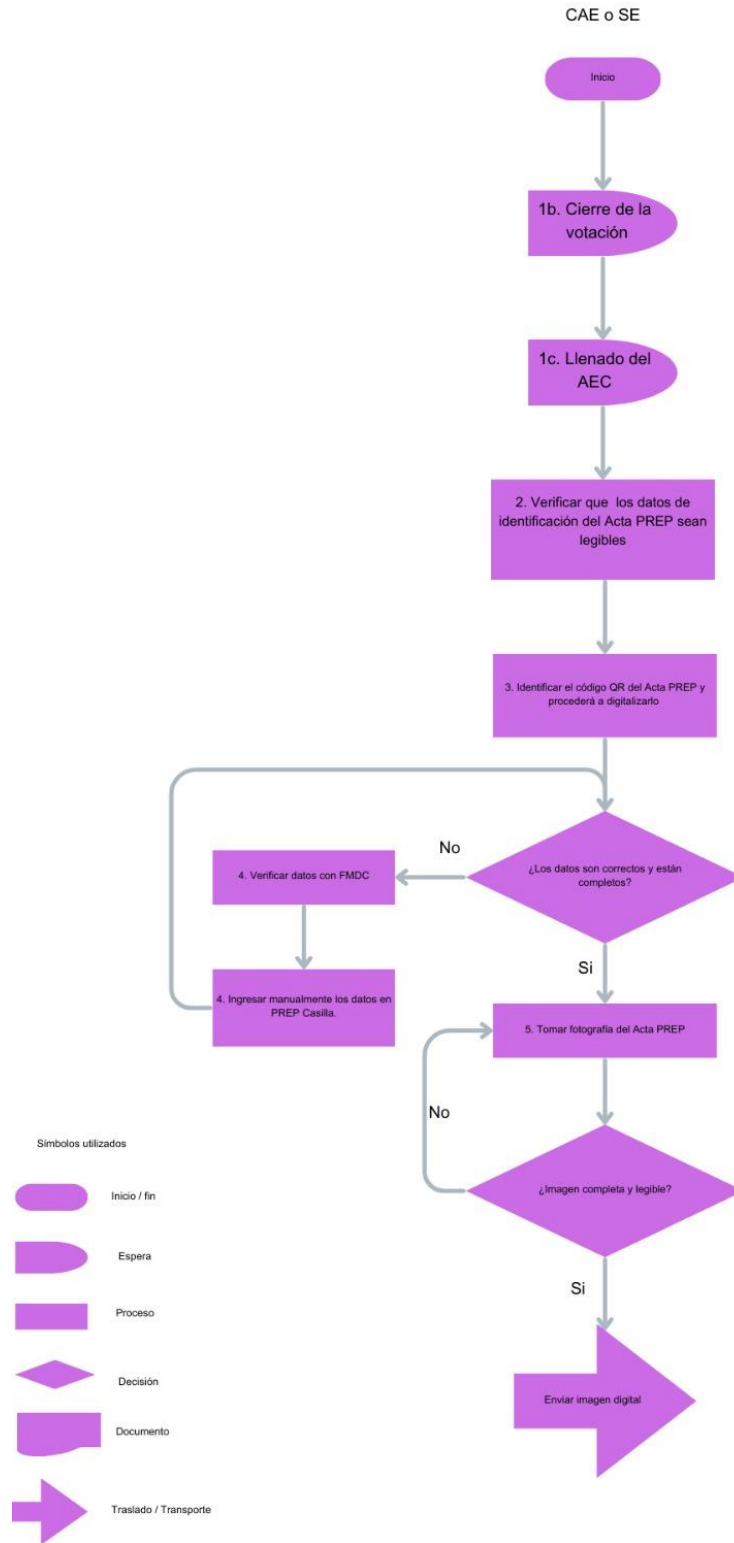 CAE o SE
Inicio
1b. Cierre de la
votación
1c. Llenado del
AEC
2. Verificar que los datos de
identificación del Acta PREP sean
legibles
3. Identificar el código QR del Acta PREP y
procederá a digitalizarlo
¿Los datos son correctos y están
completos?
No
4. Verificar datos con FMDC
4. Ingresar manualmente los datos en
PREP Casilla.
Si
5. Tomar fotografía del Acta PREP
No
¿Imagen completa y legible?
Si
Enviar imagen digital
Símbolos utilizados
Inicio / fin
Espera
Proceso
Decisión
Documento
Traslado / Transporte